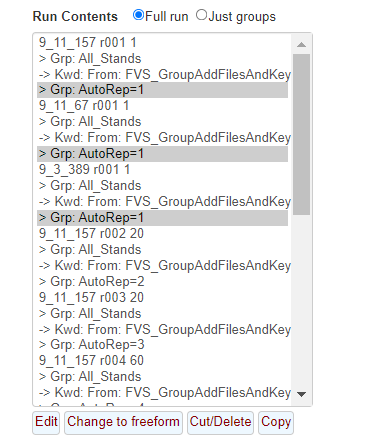 Run Contents Full run Just groups
9_11_157 r001 1
> Grp: All_Stands
-> Kwd: From: FVS_GroupAddFilesAndKey
> Grp: AutoRep=1
9_11_67 r001 1
> Grp: All_Stands
-> Kwd: From: FVS_GroupAddFilesAndKey
> Grp: AutoRep=1
9_3_389 r001 1
> Grp: All_Stands
-> Kwd: From: FVS_GroupAddFilesAndKey
> Grp: AutoRep=1
9_11_157 r002 20
> Grp: All_Stands
-> Kwd: From: FVS_GroupAddFilesAndKey
> Grp: AutoRep=2
9_11_157 r003 20
> Grp: All_Stands
-> Kwd: From: FVS_GroupAddFilesAndKey
> Grp: AutoRep=3
9_11_157 r004 60
> Grp: All_Stands
-> Kwd: From: FVS_GroupAddFilesAndKey
Edit Change to freeform Cut/Delete Copy